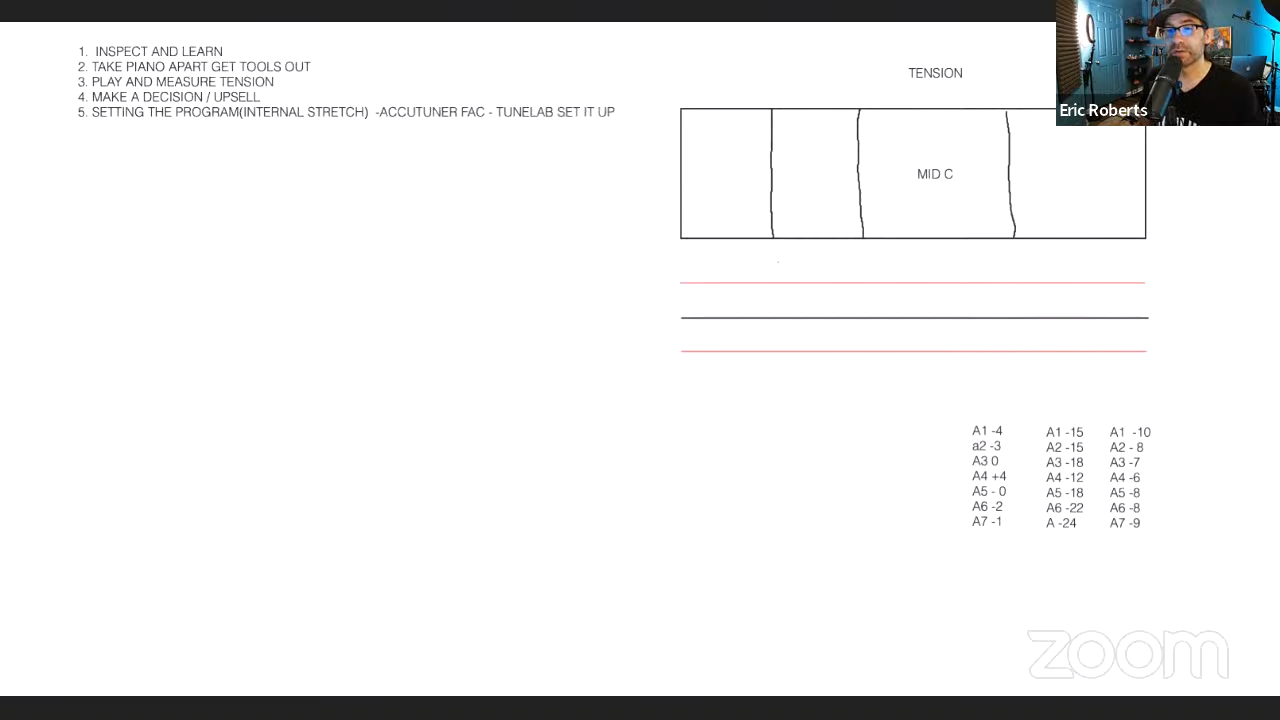 1. INSPECT AND LEARN
2. TAKE PIANO APART GET TOOLS OUT
3. PLAY AND MEASURE TENSION
4. MAKE A DECISION / UPSELL
5. SETTING THE PROGRAM(INTERNAL STRETCH) -ACCUTUNER FAC - TUNELAB SET IT UP
TENSION
Eric Roberts
MID C
A1 -4
a2 -3
A3 0
A4 +4
A5 - 0
A6 -2
A7 -1
A1 -15
A2 -15
A3 -18
A4 -12
A5 -18
A6 -22
A -24
A1 -10
A2 - 8
A3 -7
A4 -6
A5 -8
A6 -8
A7 -9
zoom